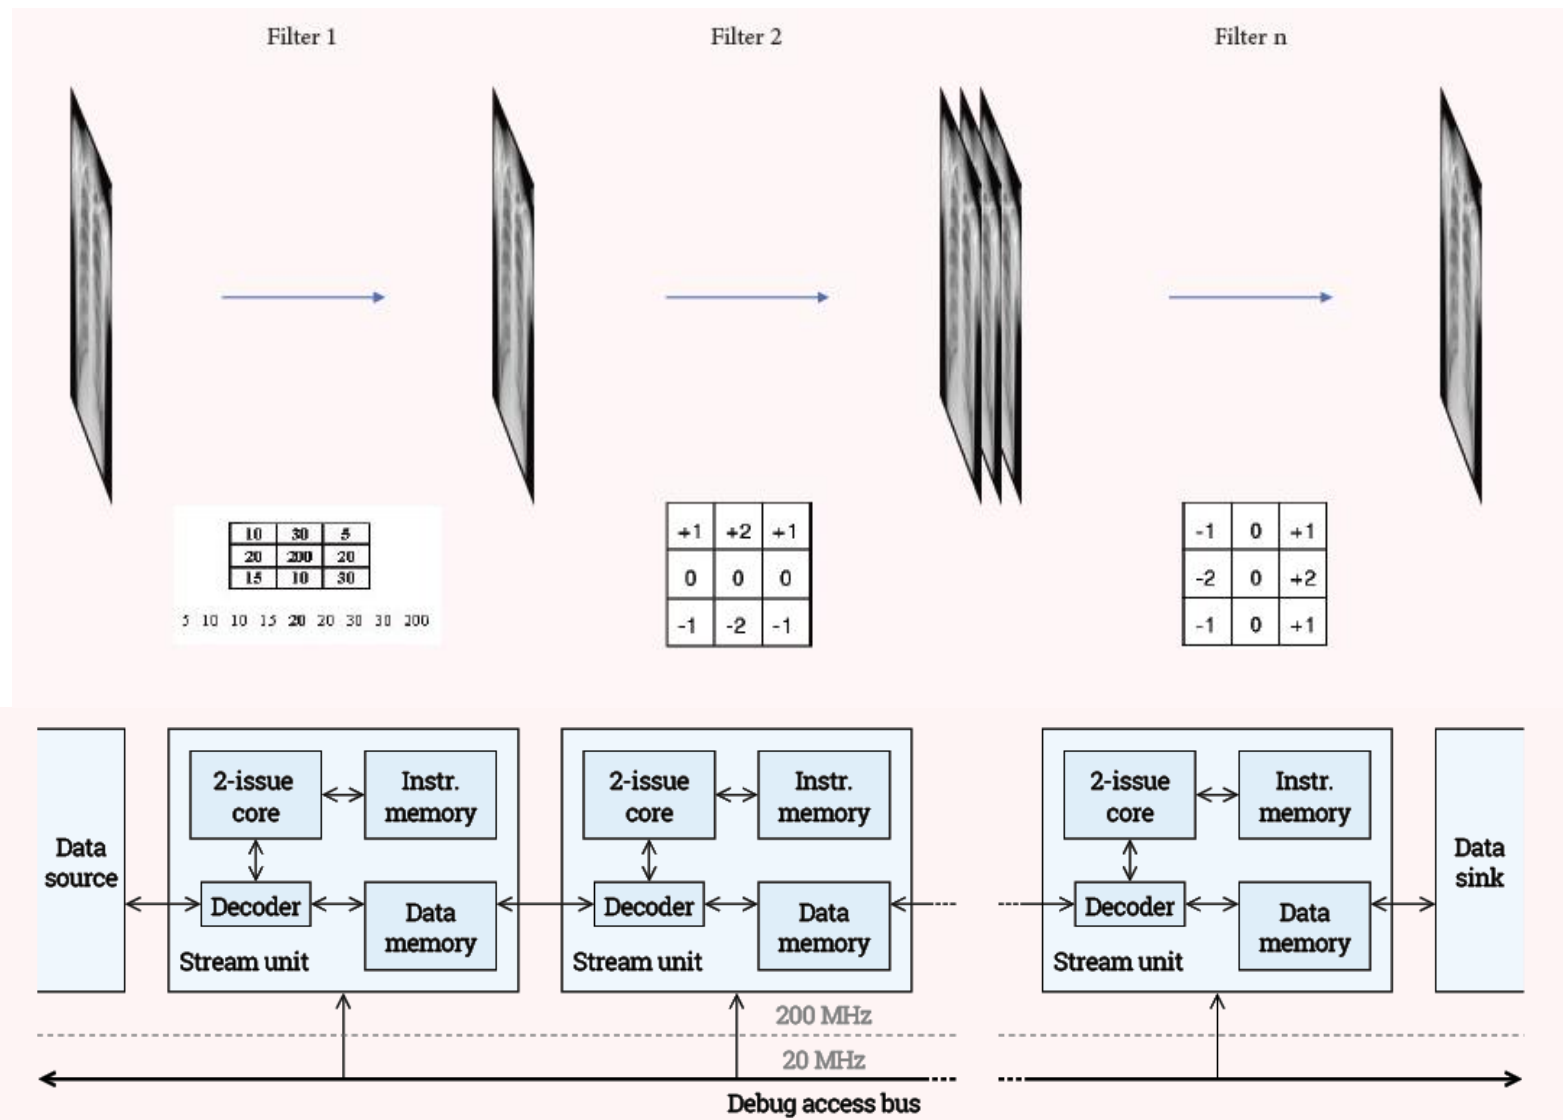 Filter 1
Filter 2
Filter n
10 30 5
20 200 20
15 10 30
5 10 10 15 20 20 30 30 200
+1 +2 +1
0 0 0
-1 -2 -1
-1 0 +1
-2 0 +2
-1 0 +1
Data
source
2-issue
core
Instr.
memory
Decoder
Data
memory
Stream unit
2-issue
core
Instr.
memory
Decoder
Data
memory
Stream unit
2-issue
core
Instr.
memory
Decoder
Data
memory
Stream unit
Data
sink
200 MHz
20 MHz
Debug access bus